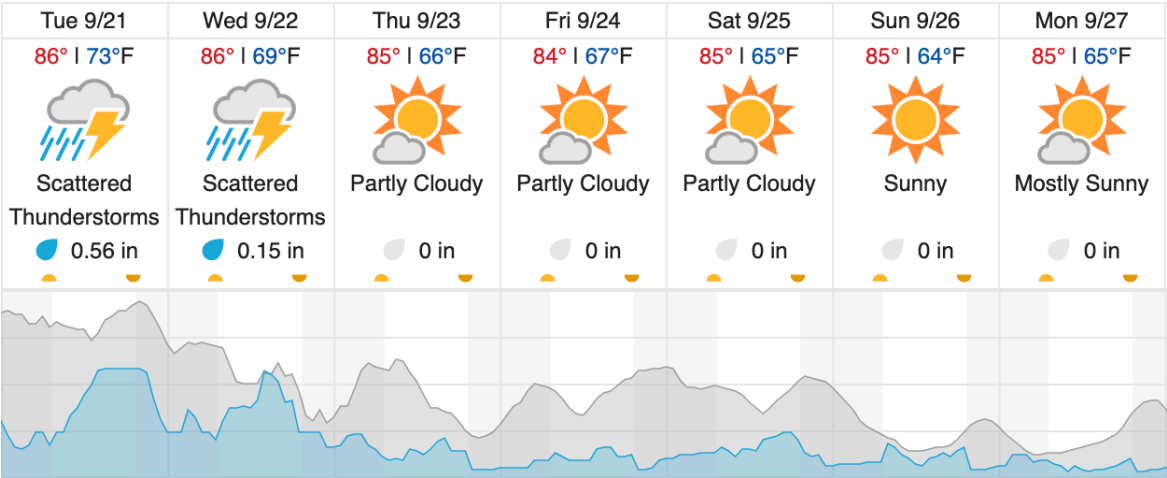 Tue 9/21 Wed 9/22 Thu 9/23 Fri 9/24 Sat 9/25 Sun 9/26 Mon 9/27
86° | 73°F 86° | 69°F 85° | 66°F 84° | 67°F 85° | 65°F 85° | 64°F 85° | 65°F
Scattered Scattered Partly Cloudy Partly Cloudy Partly Cloudy Sunny Mostly Sunny
Thunderstorms Thunderstorms
0.56 in 0.15 in 0 in 0 in 0 in 0 in 0 in